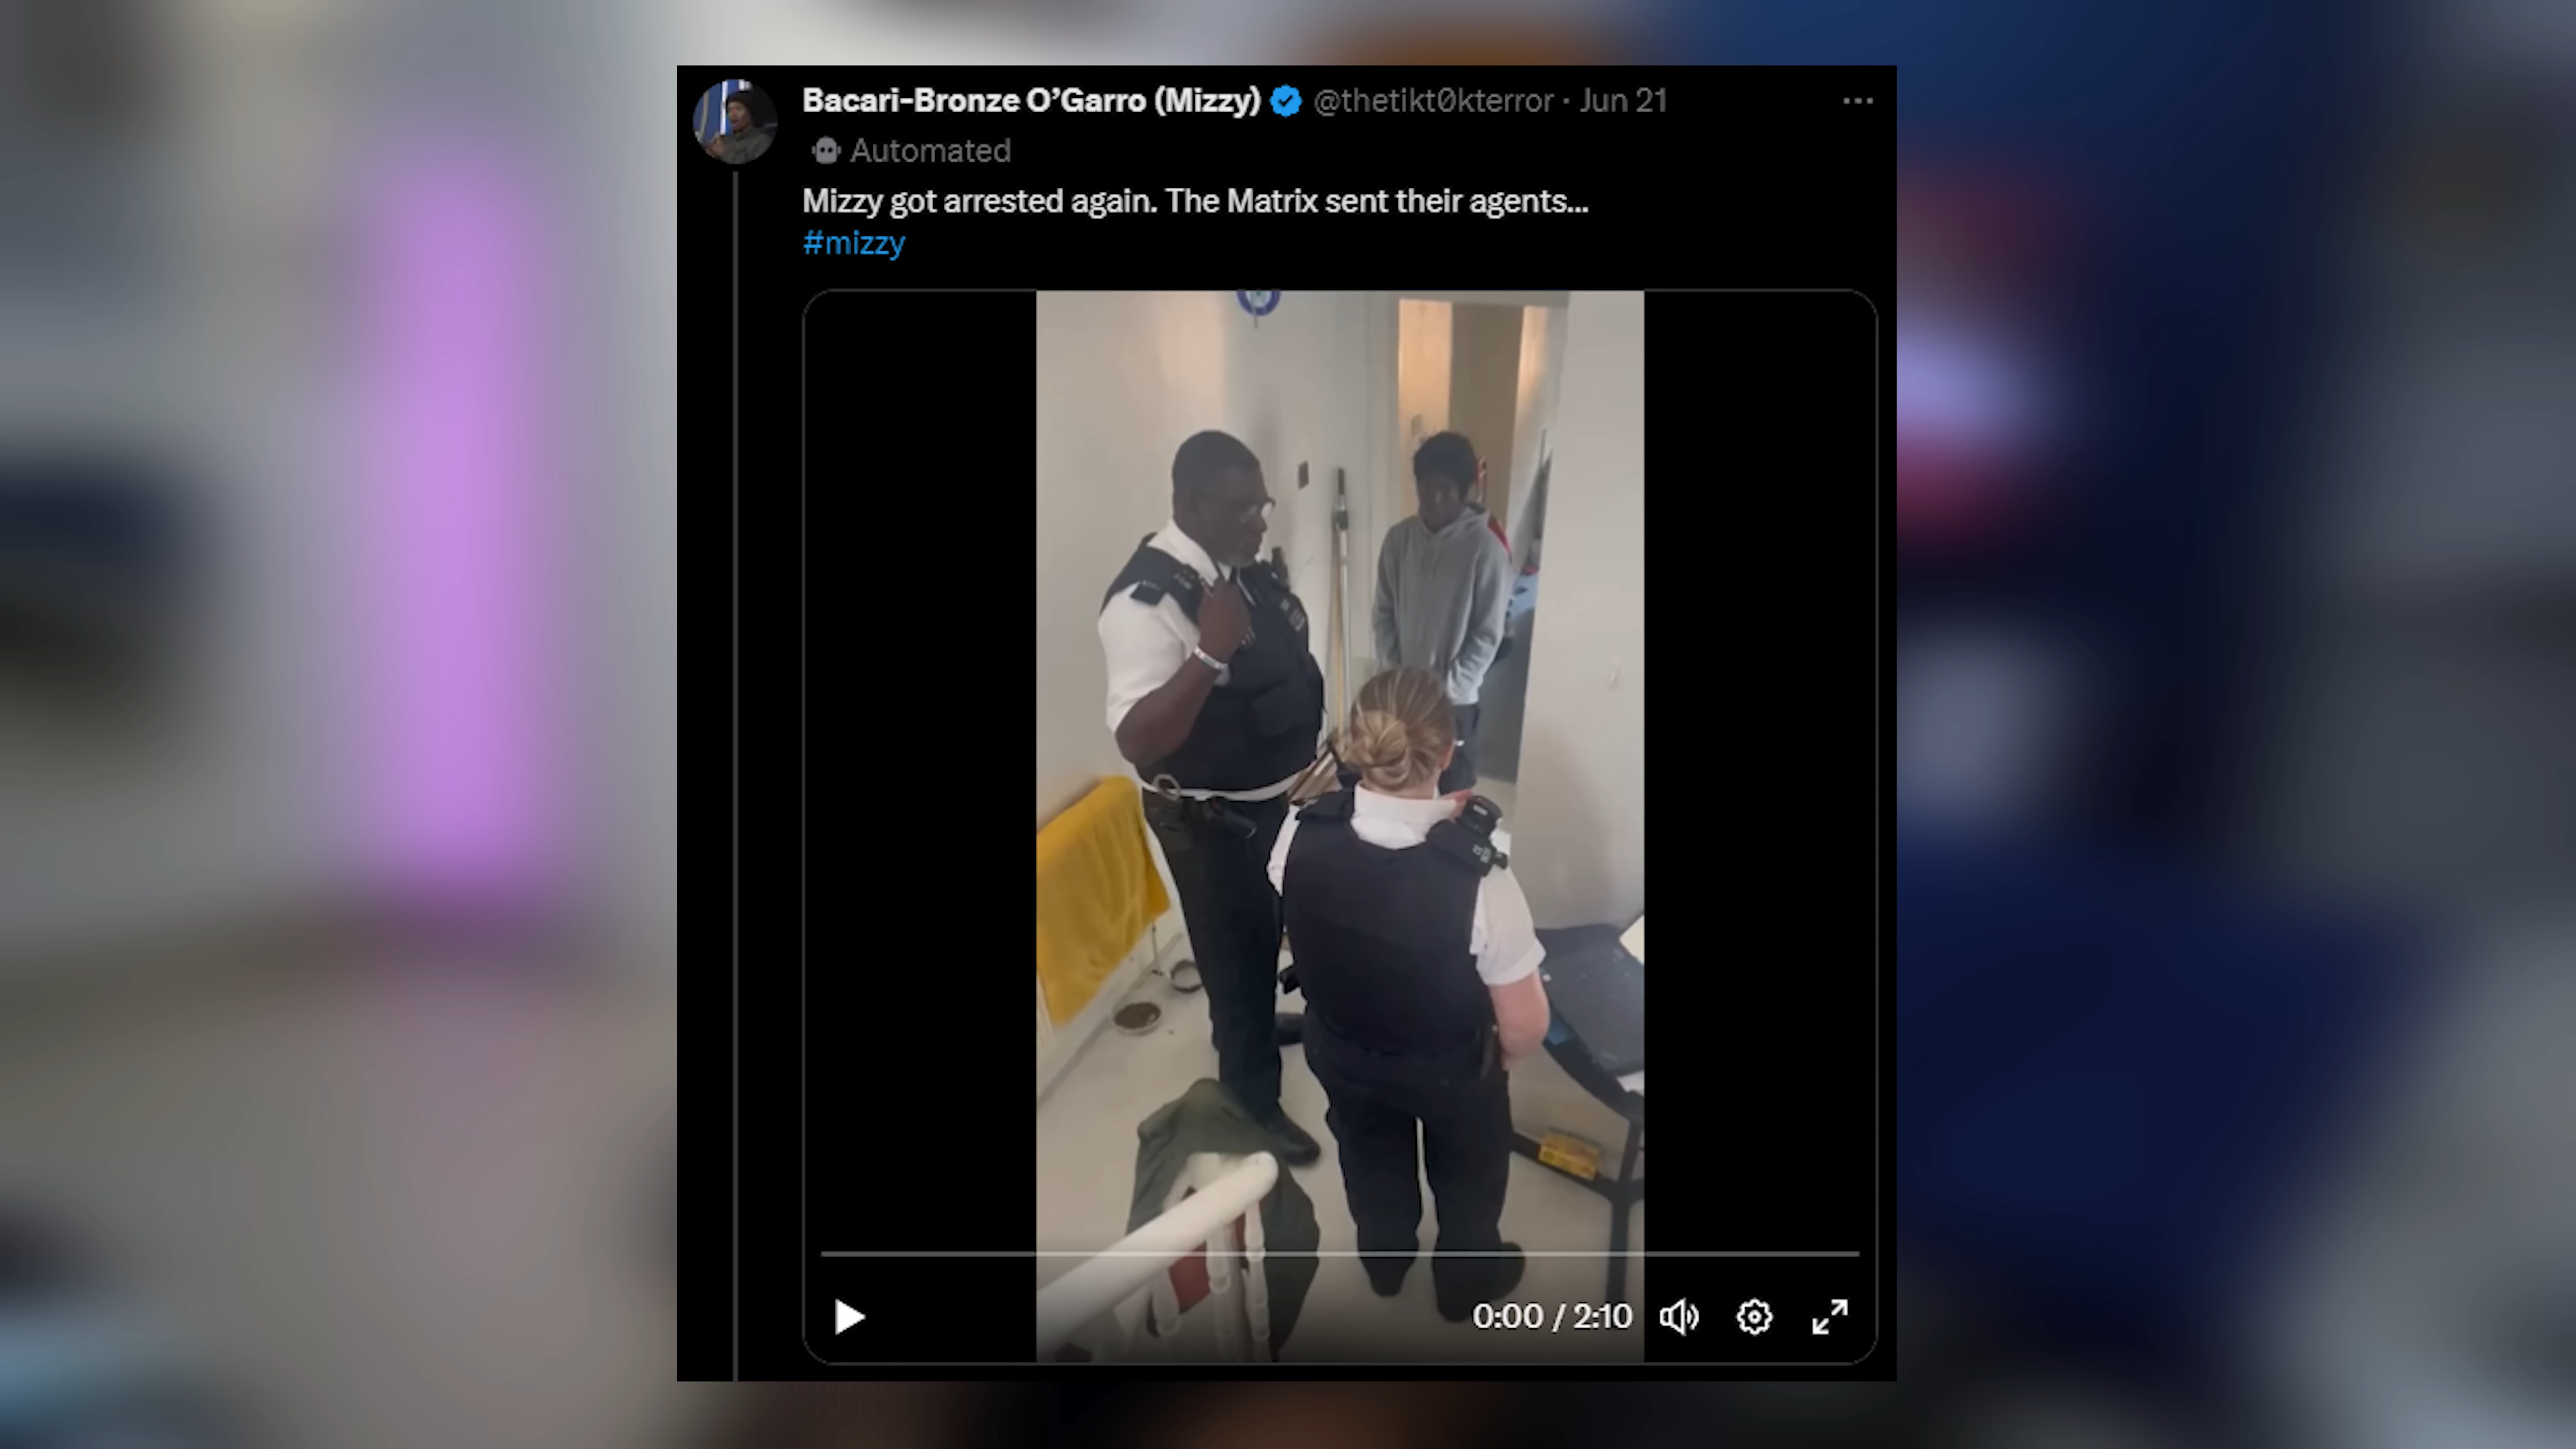 Bacari-Bronze O’Garro (Mizzy) @thetikt0kterror · Jun 21
Automated
Mizzy got arrested again. The Matrix sent their agents...
#mizzy
0:00 / 2:10